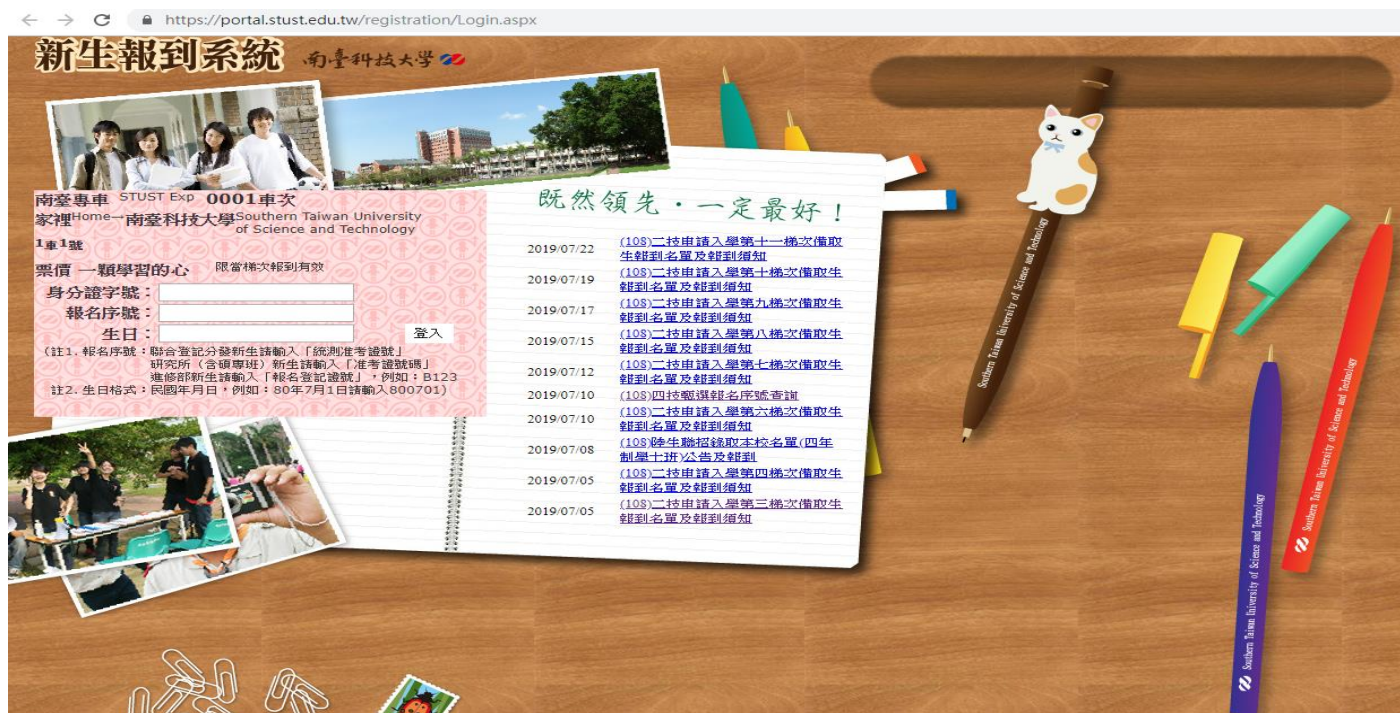 https://portal.stust.edu.tw/registration/Login.aspx
新生報到系統 南臺科技大學
南臺專車 STUST Exp 0001車次
家裡Home→南臺科技大學Southern Taiwan University
of Science and Technology
1車1號
票價 一顆學習的心 限當梯次報到有效
身分證字號：
報名序號：
生日：
登入
(註1. 報名序號：聯合登記分發新生請輸入「統測准考證號」
研究所（含碩專班）新生請輸入「准考證號碼」
進修部新生請輸入「報名登記證號」，例如：B123
註2. 生日格式：民國年月日，例如：80年7月1日請輸入800701)
既然領先．一定最好！
2019/07/22 (108)二技申請入學第十一梯次備取
生報到名單及報到須知
2019/07/19 (108)二技申請入學第十梯次備取生
報到名單及報到須知
2019/07/17 (108)二技申請入學第九梯次備取生
報到名單及報到須知
2019/07/15 (108)二技申請入學第八梯次備取生
報到名單及報到須知
2019/07/12 (108)二技申請入學第七梯次備取生
報到名單及報到須知
2019/07/10 (108)四技甄選報名序號查詢
2019/07/10 (108)二技申請入學第六梯次備取生
報到名單及報到須知
2019/07/08 (108)陸生聯招錄取本校名單(四年
制學士班)公告及報到
2019/07/05 (108)二技申請入學第四梯次備取生
報到名單及報到須知
2019/07/05 (108)二技申請入學第三梯次備取生
報到名單及報到須知
Southern Taiwan University of Science and Technology
Southern Taiwan University of Science and Technology
Southern Taiwan University of Science and Technology